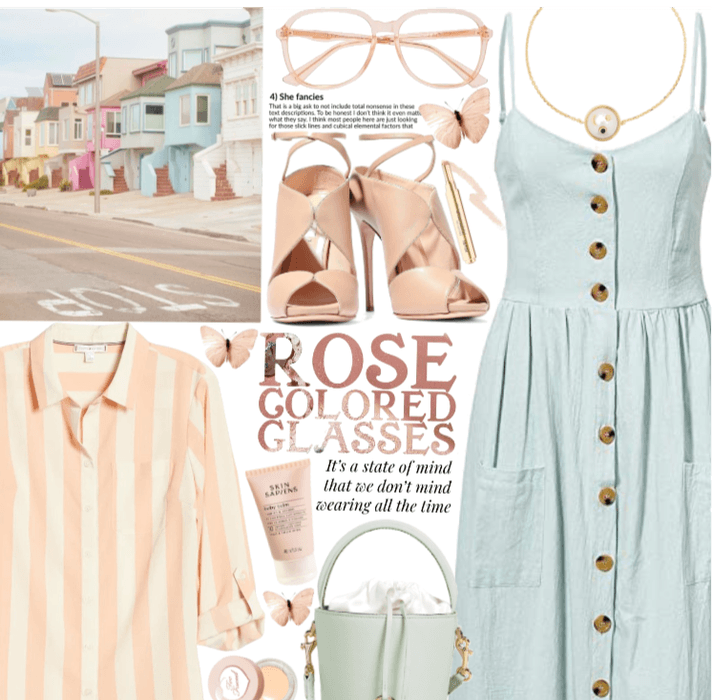 4) She fancies
That is a big ask to not include total nonsense in these
text descriptions. To be honest I don't think it even matt
what they say. I think most people here are just looking
for those slick lines and cubical elemental factors that
STOP
ROSE
COLORED
GLASSES
It's a state of mind
that we don't mind
wearing all the time
SKIN
SAPIENS